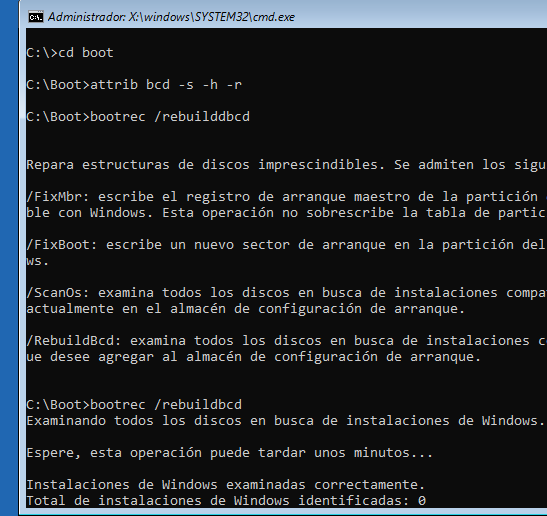 Administrador: X:\windows\SYSTEM32\cmd.exe
C:\>cd boot
C:\Boot>attrib bcd -s -h -r
C:\Boot>bootrec /rebuilddbcd
Repara estructuras de discos imprescindibles. Se admiten los sigu
/FixMbr: escribe el registro de arranque maestro de la partición
ble con Windows. Esta operación no sobrescribe la tabla de partic
/FixBoot: escribe un nuevo sector de arranque en la partición del
ws.
/ScanOs: examina todos los discos en busca de instalaciones compa
actualmente en el almacén de configuración de arranque.
/RebuildBcd: examina todos los discos en busca de instalaciones c
ue desee agregar al almacén de configuración de arranque.
C:\Boot>bootrec /rebuildbcd
Examinando todos los discos en busca de instalaciones de Windows.
Espere, esta operación puede tardar unos minutos...
Instalaciones de Windows examinadas correctamente.
Total de instalaciones de Windows identificadas: 0